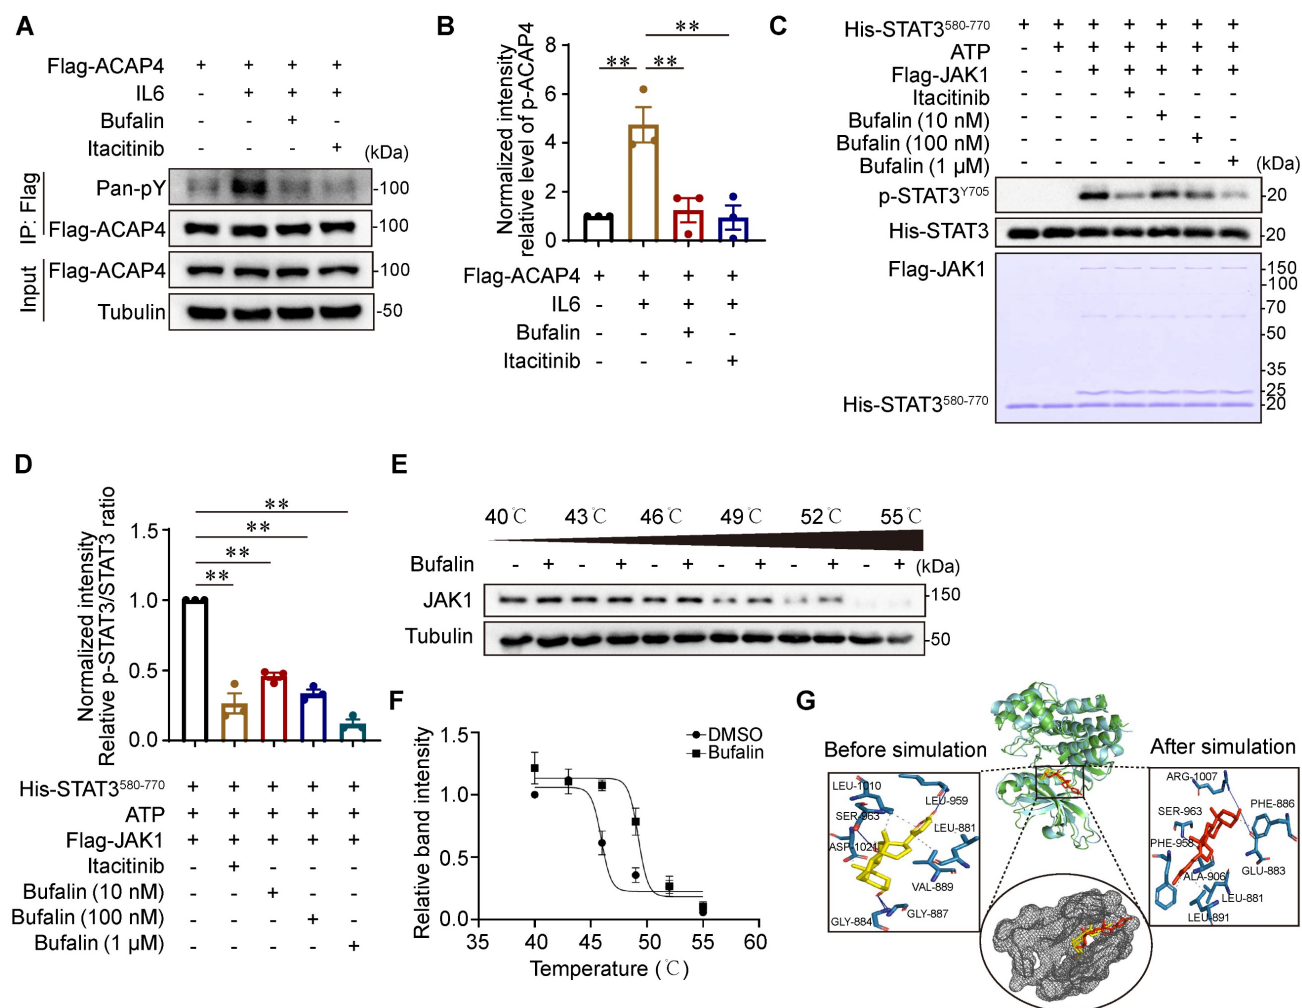 A
Flag-ACAP4 + + + +
IL6 - + + +
Bufalin - - + -
Itacitinib - - - +
(kDa)
IP: Flag
Pan-pY -100
Flag-ACAP4 -100
Input
Flag-ACAP4 -100
Tubulin -50
B
Normalized intensity
relative level of p-ACAP4
8
6
4
2
0
**
** **
Flag-ACAP4 + + + +
IL6 - + + +
Bufalin - - + -
Itacitinib - - - +
C
His-STAT3580-770 + + + + + + +
ATP - + + + + + +
Flag-JAK1 - - + + + + +
Itacitinib - - - + - - -
Bufalin (10 nM) - - - - + - -
Bufalin (100 nM) - - - - - + -
Bufalin (1 μM) - - - - - - +
(kDa)
p-STAT3Y705 -20
His-STAT3 -20
Flag-JAK1
-150
-100
-70
-50
-35
-25
-20
His-STAT3580-770
D
Normalized intensity
Relative p-STAT3/STAT3 ratio
1.5
1.0
0.5
0.0
**
**
**
**
His-STAT3580-770 + + + + +
ATP + + + + +
Flag-JAK1 + + + + +
Itacitinib - + - - -
Bufalin (10 nM) - - + - -
Bufalin (100 nM) - - - + -
Bufalin (1 μM) - - - - +
E
40℃ 43℃ 46℃ 49℃ 52℃ 55℃
Bufalin - + - + - + - + - + - + (kDa)
JAK1 -150
Tubulin -50
F
Relative band intensity
1.5
1.0
0.5
0.0
35 40 45 50 55 60
Temperature (℃)
DMSO
Bufalin
G
Before simulation
LEU-1010
LEU-959
SER-963
LEU-881
ASP-1021
VAL-889
GLY-884
GLY-887
After simulation
ARG-1007
PHE-886
SER-963
PHE-958
GLU-883
ALA-906
LEU-881
LEU-891